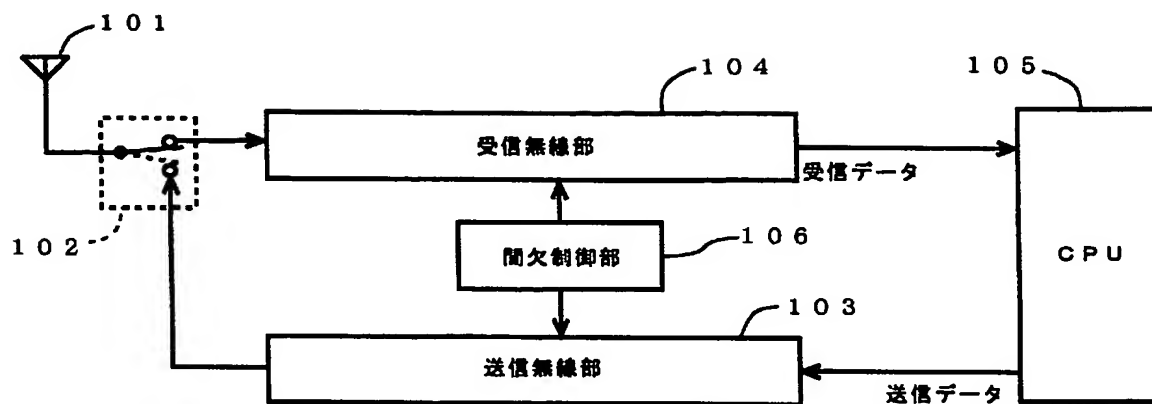 １０１
１０４
１０５
受信無線部
受信データ
１０２
間欠制御部
１０６
ＣＰＵ
１０３
送信無線部
送信データ